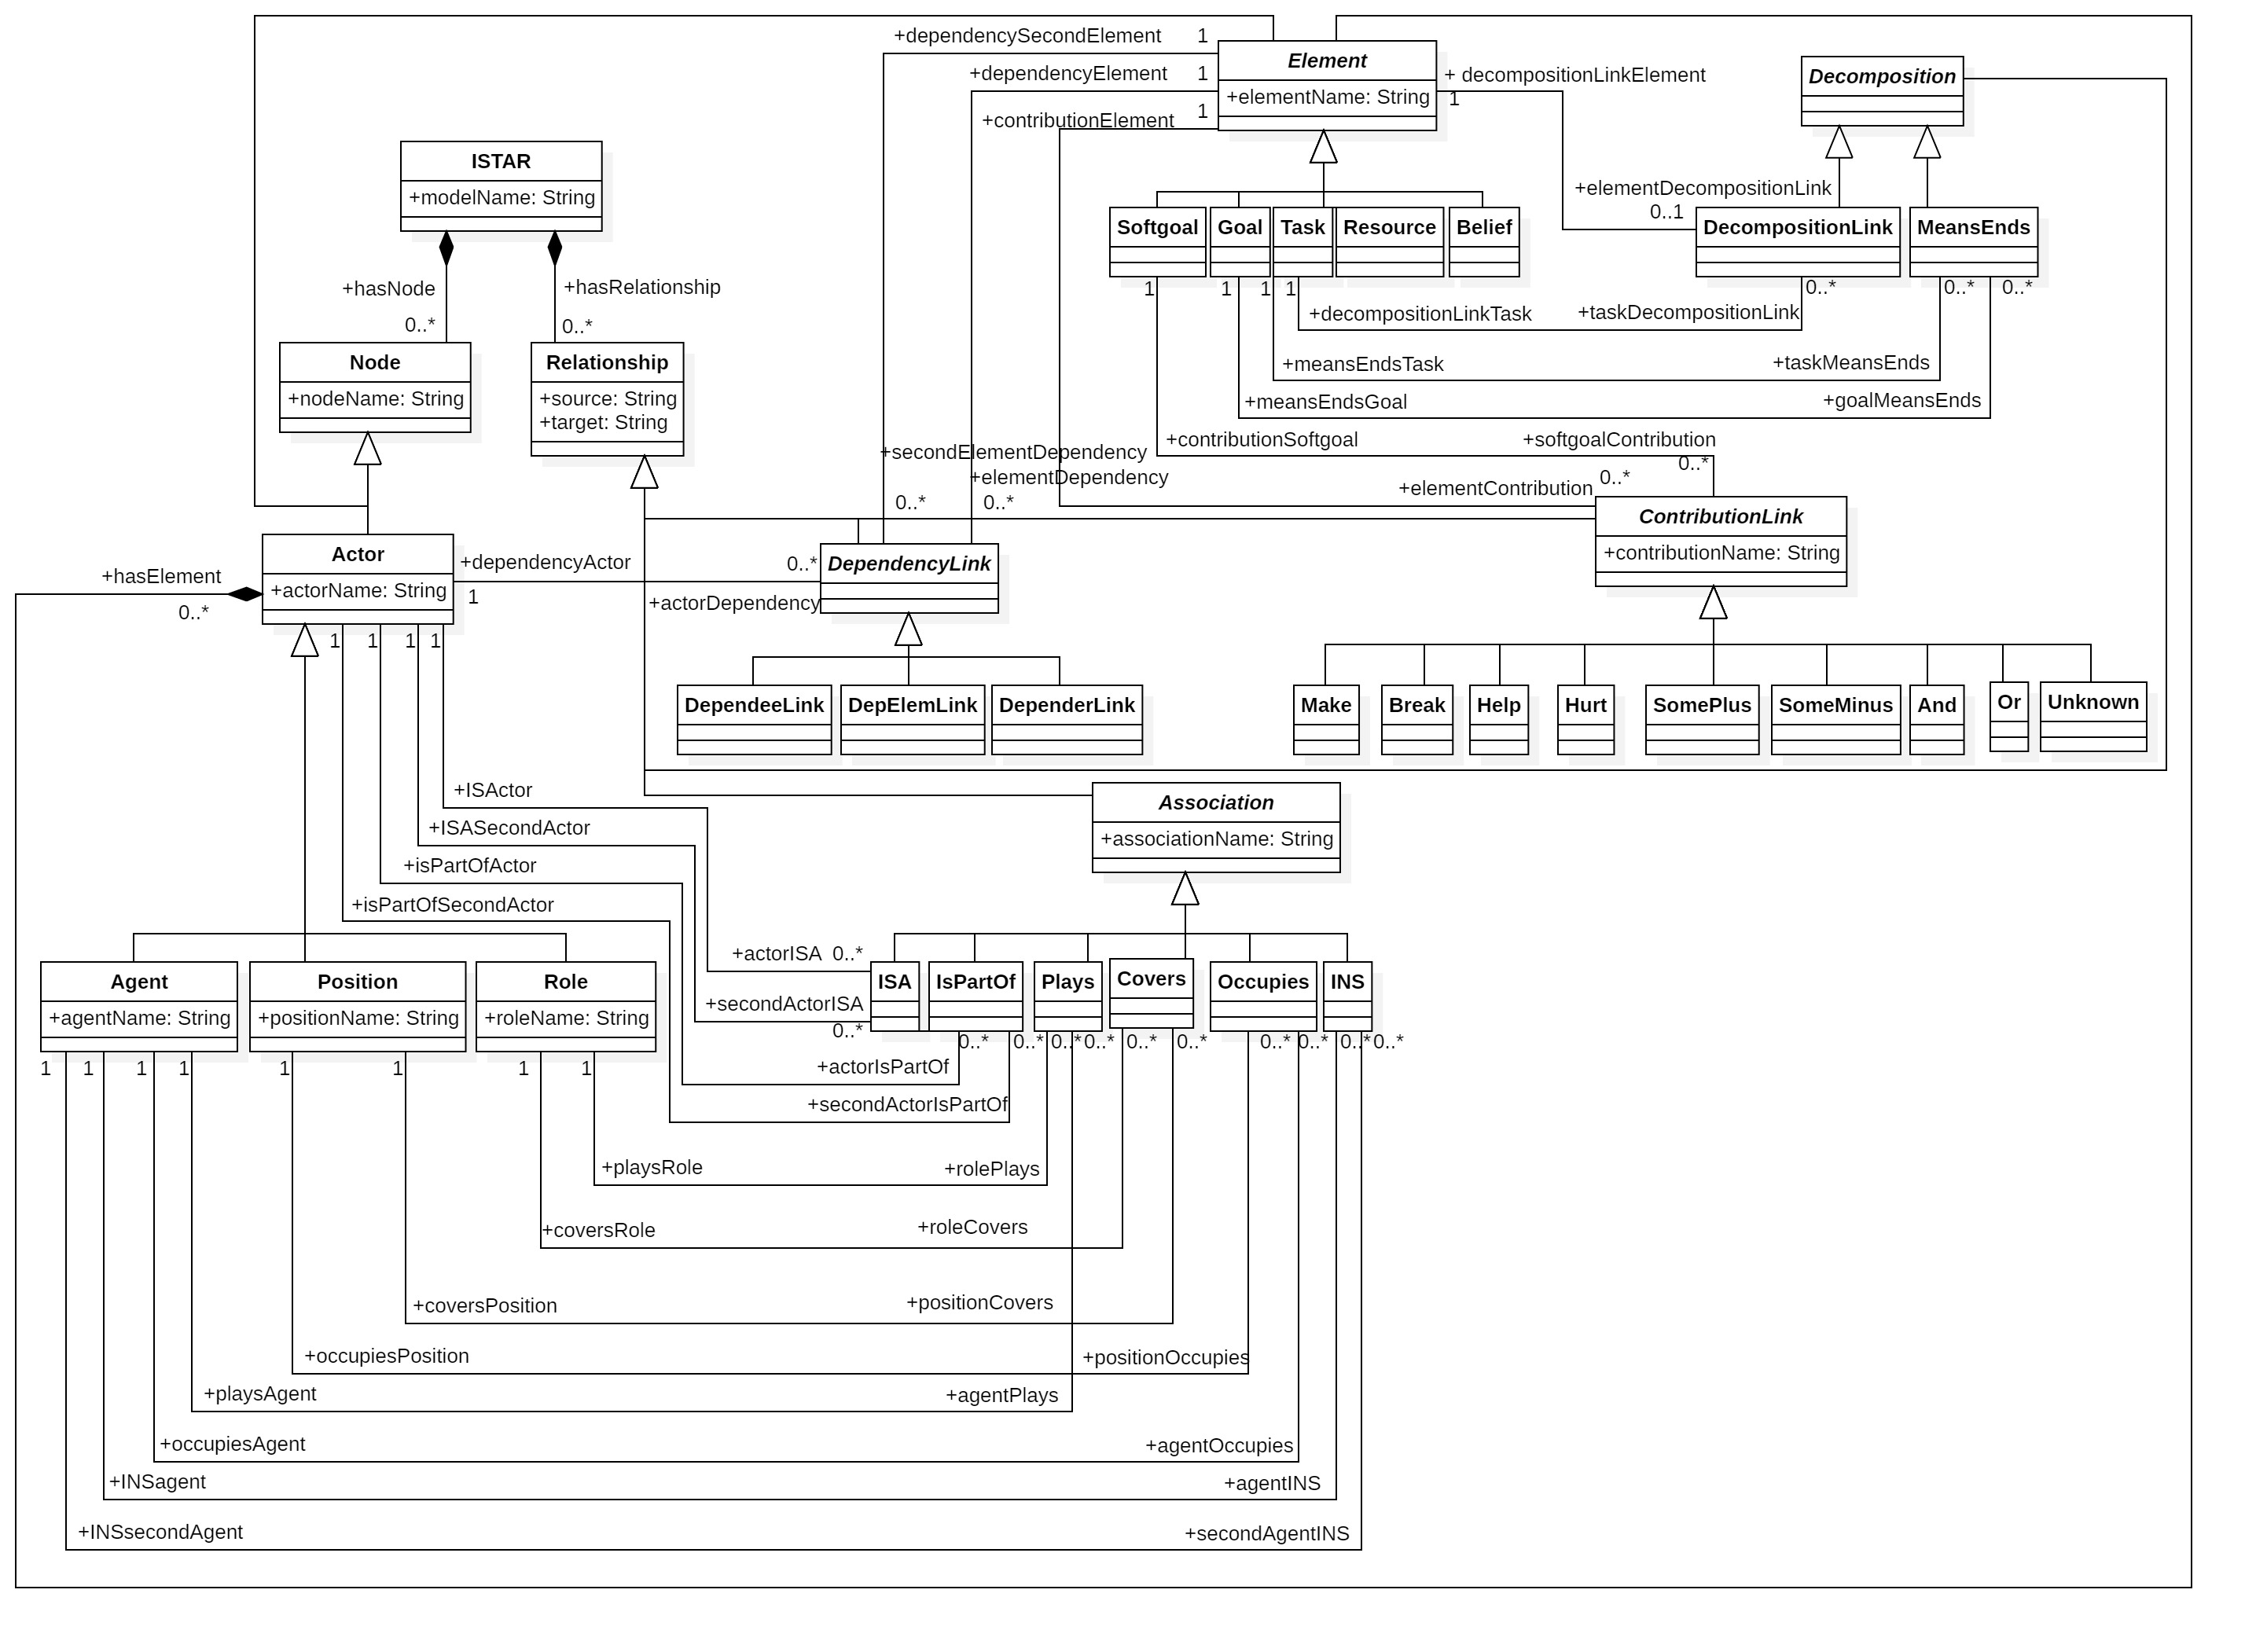 +dependencySecondElement 1
Element
+elementName: String
+dependencyElement 1
+contributionElement 1
+ decompositionLinkElement
1
Decomposition
ISTAR
+modelName: String
+elementDecompositionLink
0..1
Softgoal
Goal
Task
Resource
Belief
DecompositionLink
MeansEnds
+hasNode
0..*
+hasRelationship
0..*
1
1
1
1
0..*
0..*
0..*
+decompositionLinkTask
+taskDecompositionLink
Node
+nodeName: String
Relationship
+source: String
+target: String
+meansEndsTask
+taskMeansEnds
+meansEndsGoal
+goalMeansEnds
+contributionSoftgoal
+softgoalContribution
0..*
+secondElementDependency
+elementDependency
0..*
0..*
+elementContribution
0..*
ContributionLink
+contributionName: String
Actor
+actorName: String
+hasElement
0..*
+dependencyActor
1
0..*
+actorDependency
DependencyLink
1
1
1
1
DependeeLink
DepElemLink
DependerLink
Make
Break
Help
Hurt
SomePlus
SomeMinus
And
Or
Unknown
+ISActor
+ISASecondActor
+isPartOfActor
+isPartOfSecondActor
Association
+associationName: String
+actorISA 0..*
+secondActorISA
0..*
Agent
+agentName: String
Position
+positionName: String
Role
+roleName: String
ISA
IsPartOf
Plays
Covers
Occupies
INS
0..*
0..*
0..*
0..*
0..*
0..*
0..*
0..*
0..*
0..*
1
1
1
1
1
1
1
1
+actorIsPartOf
+secondActorIsPartOf
+playsRole
+rolePlays
+coversRole
+roleCovers
+coversPosition
+positionCovers
+occupiesPosition
+positionOccupies
+playsAgent
+agentPlays
+occupiesAgent
+agentOccupies
+INSagent
+agentINS
+INSsecondAgent
+secondAgentINS